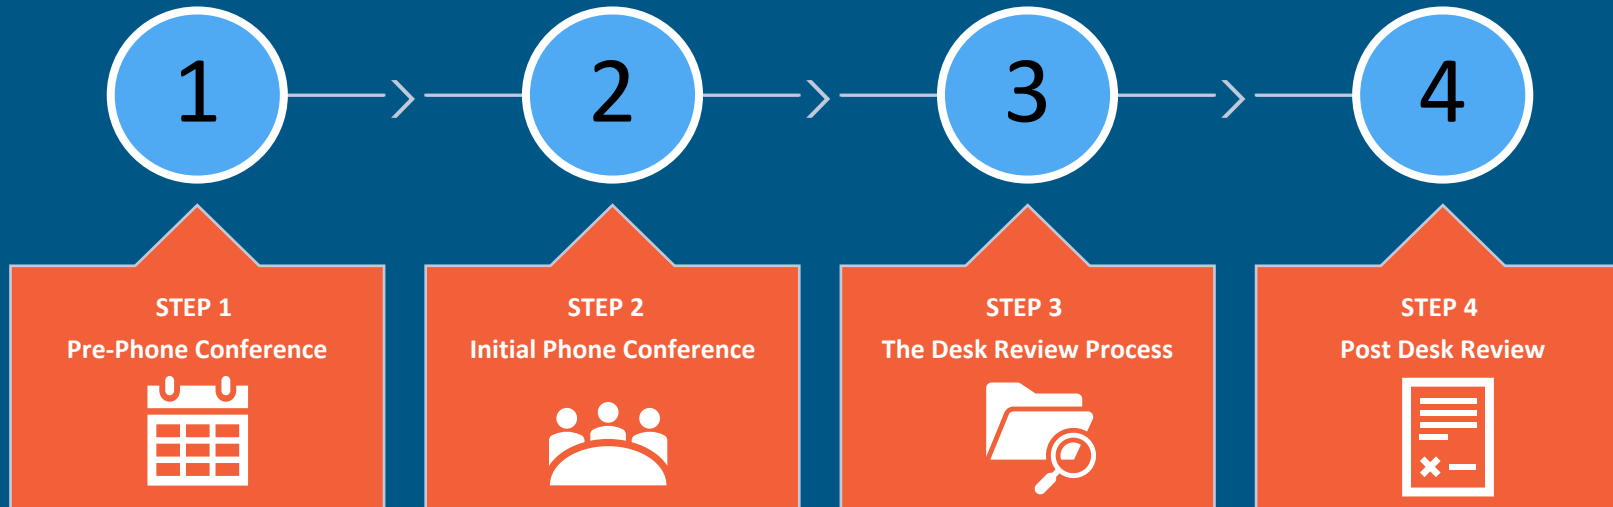 1
2
3
4
STEP 1
Pre-Phone Conference
STEP 2
Initial Phone Conference
STEP 3
The Desk Review Process
STEP 4
Post Desk Review